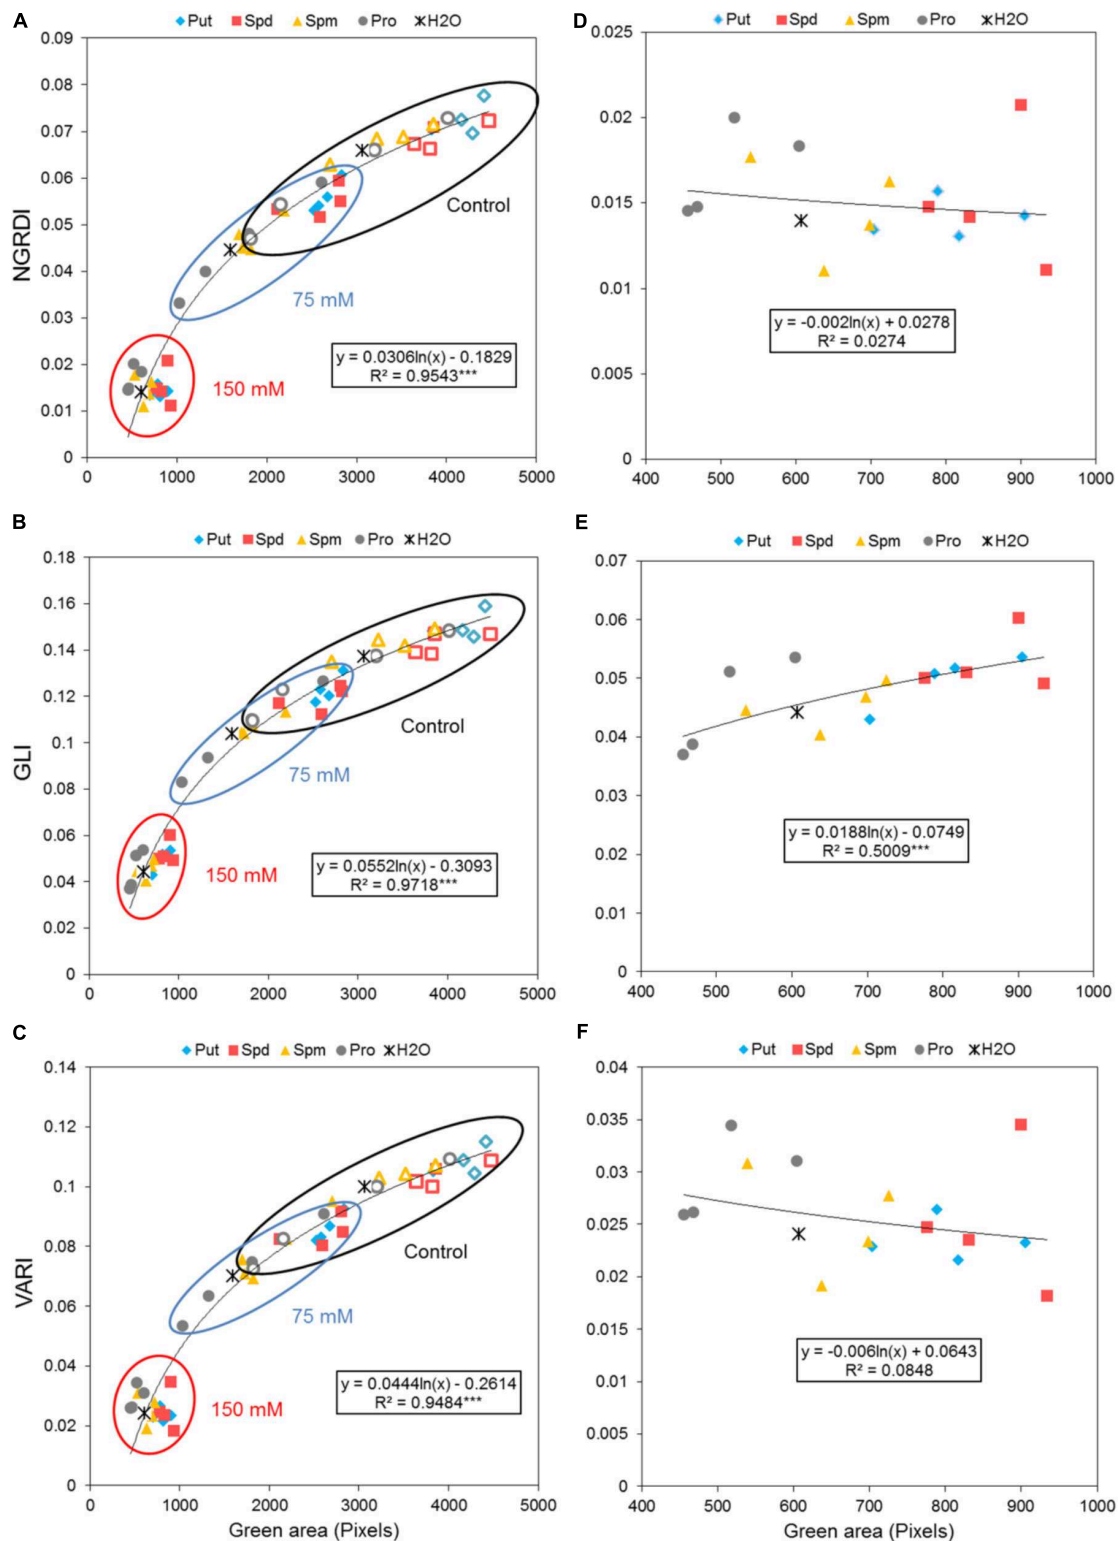 A
Put Spd Spm Pro H2O
0.09
0.08
0.07
0.06
0.05
0.04
0.03
0.02
0.01
0
NGRDI
Control
75 mM
150 mM
y = 0.0306ln(x) - 0.1829
R² = 0.9543***
0 1000 2000 3000 4000 5000
D
Put Spd Spm Pro H2O
0.025
0.02
0.015
0.01
0.005
0
y = -0.002ln(x) + 0.0278
R² = 0.0274
400 500 600 700 800 900 1000
B
Put Spd Spm Pro H2O
0.18
0.16
0.14
0.12
0.1
0.08
0.06
0.04
0.02
0
GLI
Control
75 mM
150 mM
y = 0.0552ln(x) - 0.3093
R² = 0.9718***
0 1000 2000 3000 4000 5000
E
Put Spd Spm Pro H2O
0.07
0.06
0.05
0.04
0.03
0.02
0.01
0
y = 0.0188ln(x) - 0.0749
R² = 0.5009***
400 500 600 700 800 900 1000
C
Put Spd Spm Pro H2O
0.14
0.12
0.1
0.08
0.06
0.04
0.02
0
VARI
Control
75 mM
150 mM
y = 0.0444ln(x) - 0.2614
R² = 0.9484***
0 1000 2000 3000 4000 5000
Green area (Pixels)
F
Put Spd Spm Pro H2O
0.04
0.035
0.03
0.025
0.02
0.015
0.01
0.005
0
y = -0.006ln(x) + 0.0643
R² = 0.0848
400 500 600 700 800 900 1000
Green area (Pixels)